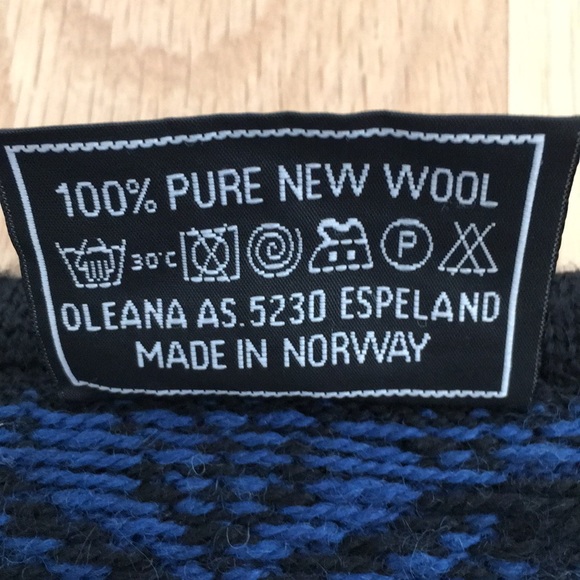 100% PURE NEW WOOL
30°C P
OLEANA AS. 5230 ESPELAND
MADE IN NORWAY